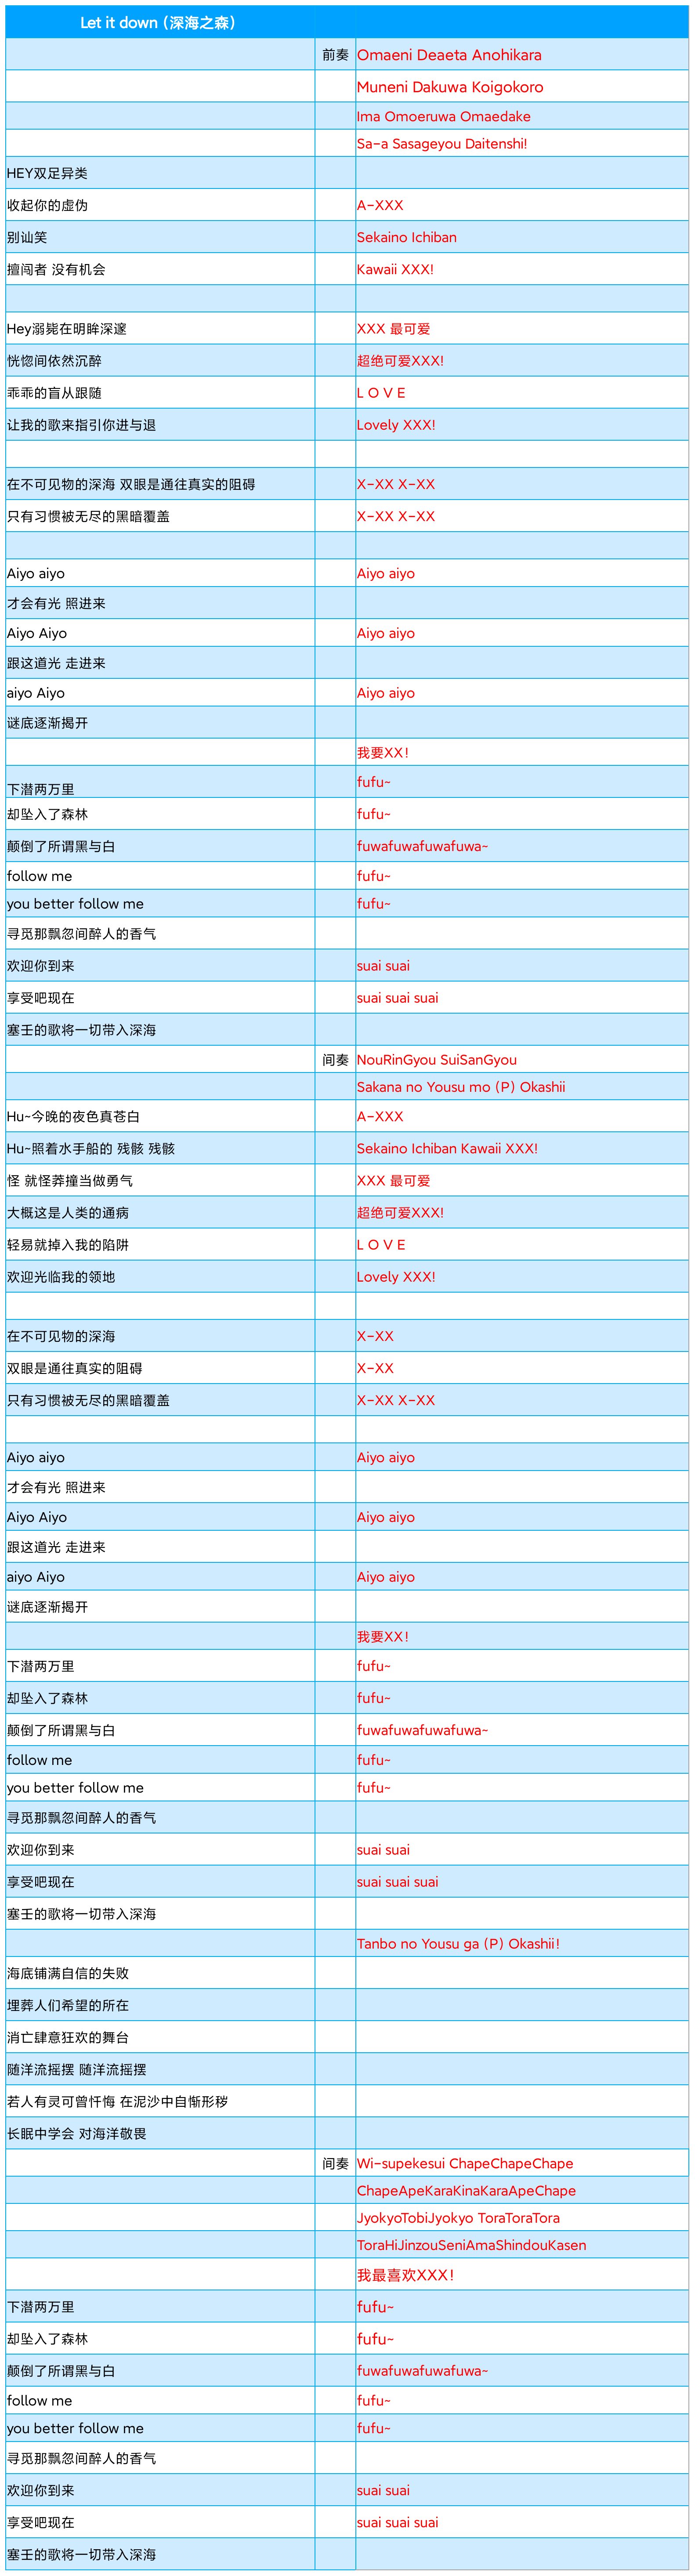 Let it down（深海之森）
前奏 Omaeni Deaeta Anohikara
Muneni Dakuwa Koigokoro
Ima Omoeruwa Omaedake
Sa-a Sasageyou Daitenshi!
HEY双足异类
收起你的虚伪 A-XXX
别讪笑 Sekaino Ichiban
擅闯者 没有机会 Kawaii XXX!
Hey溺毙在明眸深邃 XXX 最可爱
恍惚间依然沉醉 超绝可爱XXX!
乖乖的盲从跟随 L O V E
让我的歌来指引你进与退 Lovely XXX!
在不可见物的深海 双眼是通往真实的阻碍 X-XX X-XX
只有习惯被无尽的黑暗覆盖 X-XX X-XX
Aiyo aiyo Aiyo aiyo
才会有光 照进来
Aiyo Aiyo Aiyo aiyo
跟这道光 走进来
aiyo Aiyo Aiyo aiyo
谜底逐渐揭开
我要XX!
下潜两万里 fufu~
却坠入了森林 fufu~
颠倒了所谓黑与白 fuwafuwafuwafuwa~
follow me fufu~
you better follow me fufu~
寻觅那飘忽间醉人的香气
欢迎你到来 suai suai
享受吧现在 suai suai suai
塞壬的歌将一切带入深海
间奏 NouRinGyou SuiSanGyou
Sakana no Yousu mo（P）Okashii
Hu~今晚的夜色真苍白 A-XXX
Hu~照着水手船的 残骸 残骸 Sekaino Ichiban Kawaii XXX!
怪 就怪莽撞当做勇气 XXX 最可爱
大概这是人类的通病 超绝可爱XXX!
轻易就掉入我的陷阱 L O V E
欢迎光临我的领地 Lovely XXX!
在不可见物的深海 X-XX
双眼是通往真实的阻碍 X-XX
只有习惯被无尽的黑暗覆盖 X-XX X-XX
Aiyo aiyo Aiyo aiyo
才会有光 照进来
Aiyo Aiyo Aiyo aiyo
跟这道光 走进来
aiyo Aiyo Aiyo aiyo
谜底逐渐揭开
我要XX!
下潜两万里 fufu~
却坠入了森林 fufu~
颠倒了所谓黑与白 fuwafuwafuwafuwa~
follow me fufu~
you better follow me fufu~
寻觅那飘忽间醉人的香气
欢迎你到来 suai suai
享受吧现在 suai suai suai
塞壬的歌将一切带入深海
Tanbo no Yousu ga（P）Okashii!
海底铺满自信的失败
埋葬人们希望的所在
消亡肆意狂欢的舞台
随洋流摇摆 随洋流摇摆
若人有灵可曾忏悔 在泥沙中自惭形秽
长眠中学会 对海洋敬畏
间奏 Wi-supekesui ChapeChapeChape
ChapeApeKaraKinaKaraApeChape
JyokyoTobiJyokyo ToraToraTora
ToraHiJinzouSeniAmaShindouKasen
我最喜欢XXX!
下潜两万里 fufu~
却坠入了森林 fufu~
颠倒了所谓黑与白 fuwafuwafuwafuwa~
follow me fufu~
you better follow me fufu~
寻觅那飘忽间醉人的香气
欢迎你到来 suai suai
享受吧现在 suai suai suai
塞壬的歌将一切带入深海